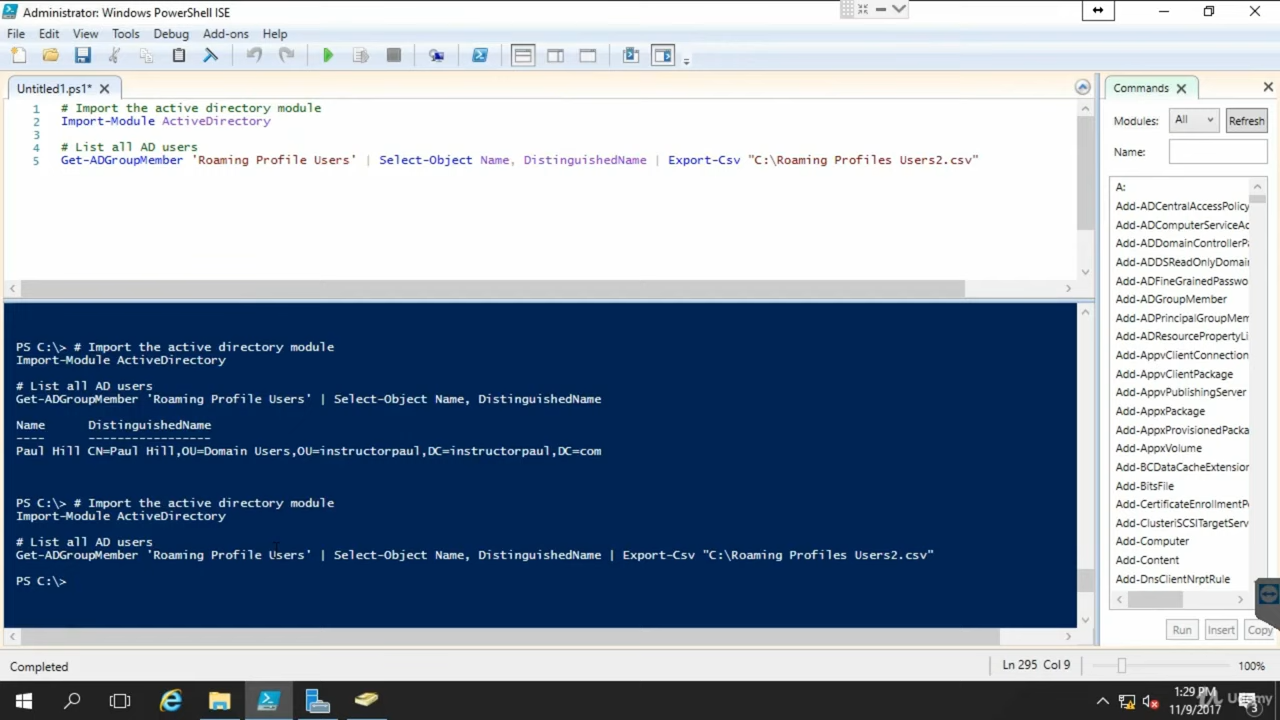 Administrator: Windows PowerShell ISE
File Edit View Tools Debug Add-ons Help
Untitled1.ps1*
1 # Import the active directory module
2 Import-Module ActiveDirectory
3
4 # List all AD users
5 Get-ADGroupMember 'Roaming Profile Users' | Select-Object Name, DistinguishedName | Export-Csv "C:\Roaming Profiles Users2.csv"
PS C:\> # Import the active directory module
Import-Module ActiveDirectory
# List all AD users
Get-ADGroupMember 'Roaming Profile Users' | Select-Object Name, DistinguishedName
Name DistinguishedName
---- -----------------
Paul Hill CN=Paul Hill,OU=Domain Users,OU=instructorpaul,DC=instructorpaul,DC=com
PS C:\> # Import the active directory module
Import-Module ActiveDirectory
# List all AD users
Get-ADGroupMember 'Roaming Profile Users' | Select-Object Name, DistinguishedName | Export-Csv "C:\Roaming Profiles Users2.csv"
PS C:\>
Commands
Modules: All Refresh
Name:
A:
Add-ADCentralAccessPolicy
Add-ADComputerServiceAc
Add-ADDomainControllerPa
Add-ADDSReadOnlyDomain
Add-ADFineGrainedPasswo
Add-ADGroupMember
Add-ADPrincipalGroupMem
Add-ADResourcePropertyLi
Add-AppvClientConnection
Add-AppvClientPackage
Add-AppvPublishingServer
Add-AppxPackage
Add-AppxProvisionedPacka
Add-AppxVolume
Add-BCDataCacheExtension
Add-BitsFile
Add-CertificateEnrollmentPo
Add-ClusteriSCSITargetServ
Add-Computer
Add-Content
Add-DnsClientNrptRule
Run Insert Copy
Completed
Ln 295 Col 9
100%
1:29 PM
11/9/2017
Udemy
3